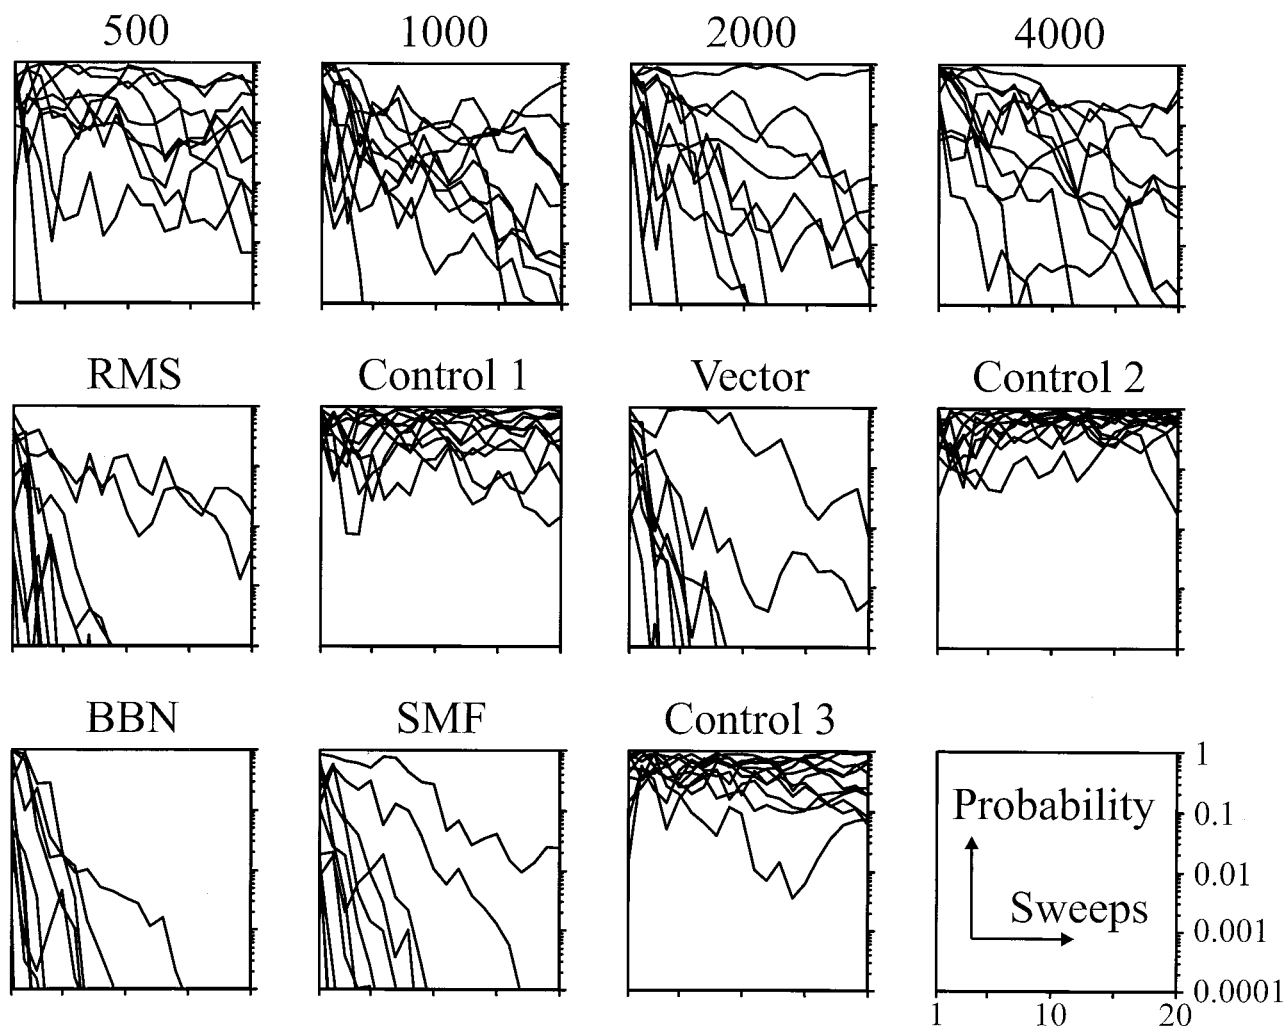 500 1000 2000 4000
RMS Control 1 Vector Control 2
BBN SMF Control 3
1
Probability
0.1
0.01
Sweeps
0.001
0.0001
1 10 20